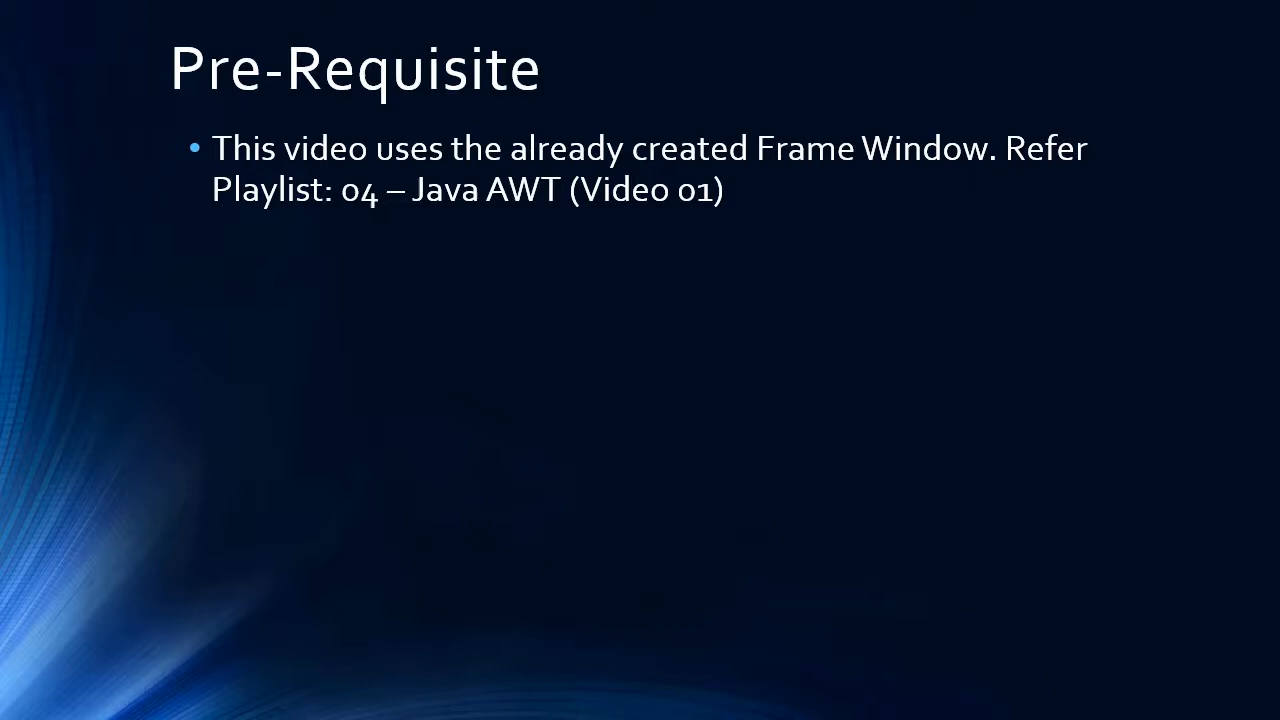 Pre-Requisite
• This video uses the already created Frame Window. Refer
Playlist: 04 – Java AWT (Video 01)